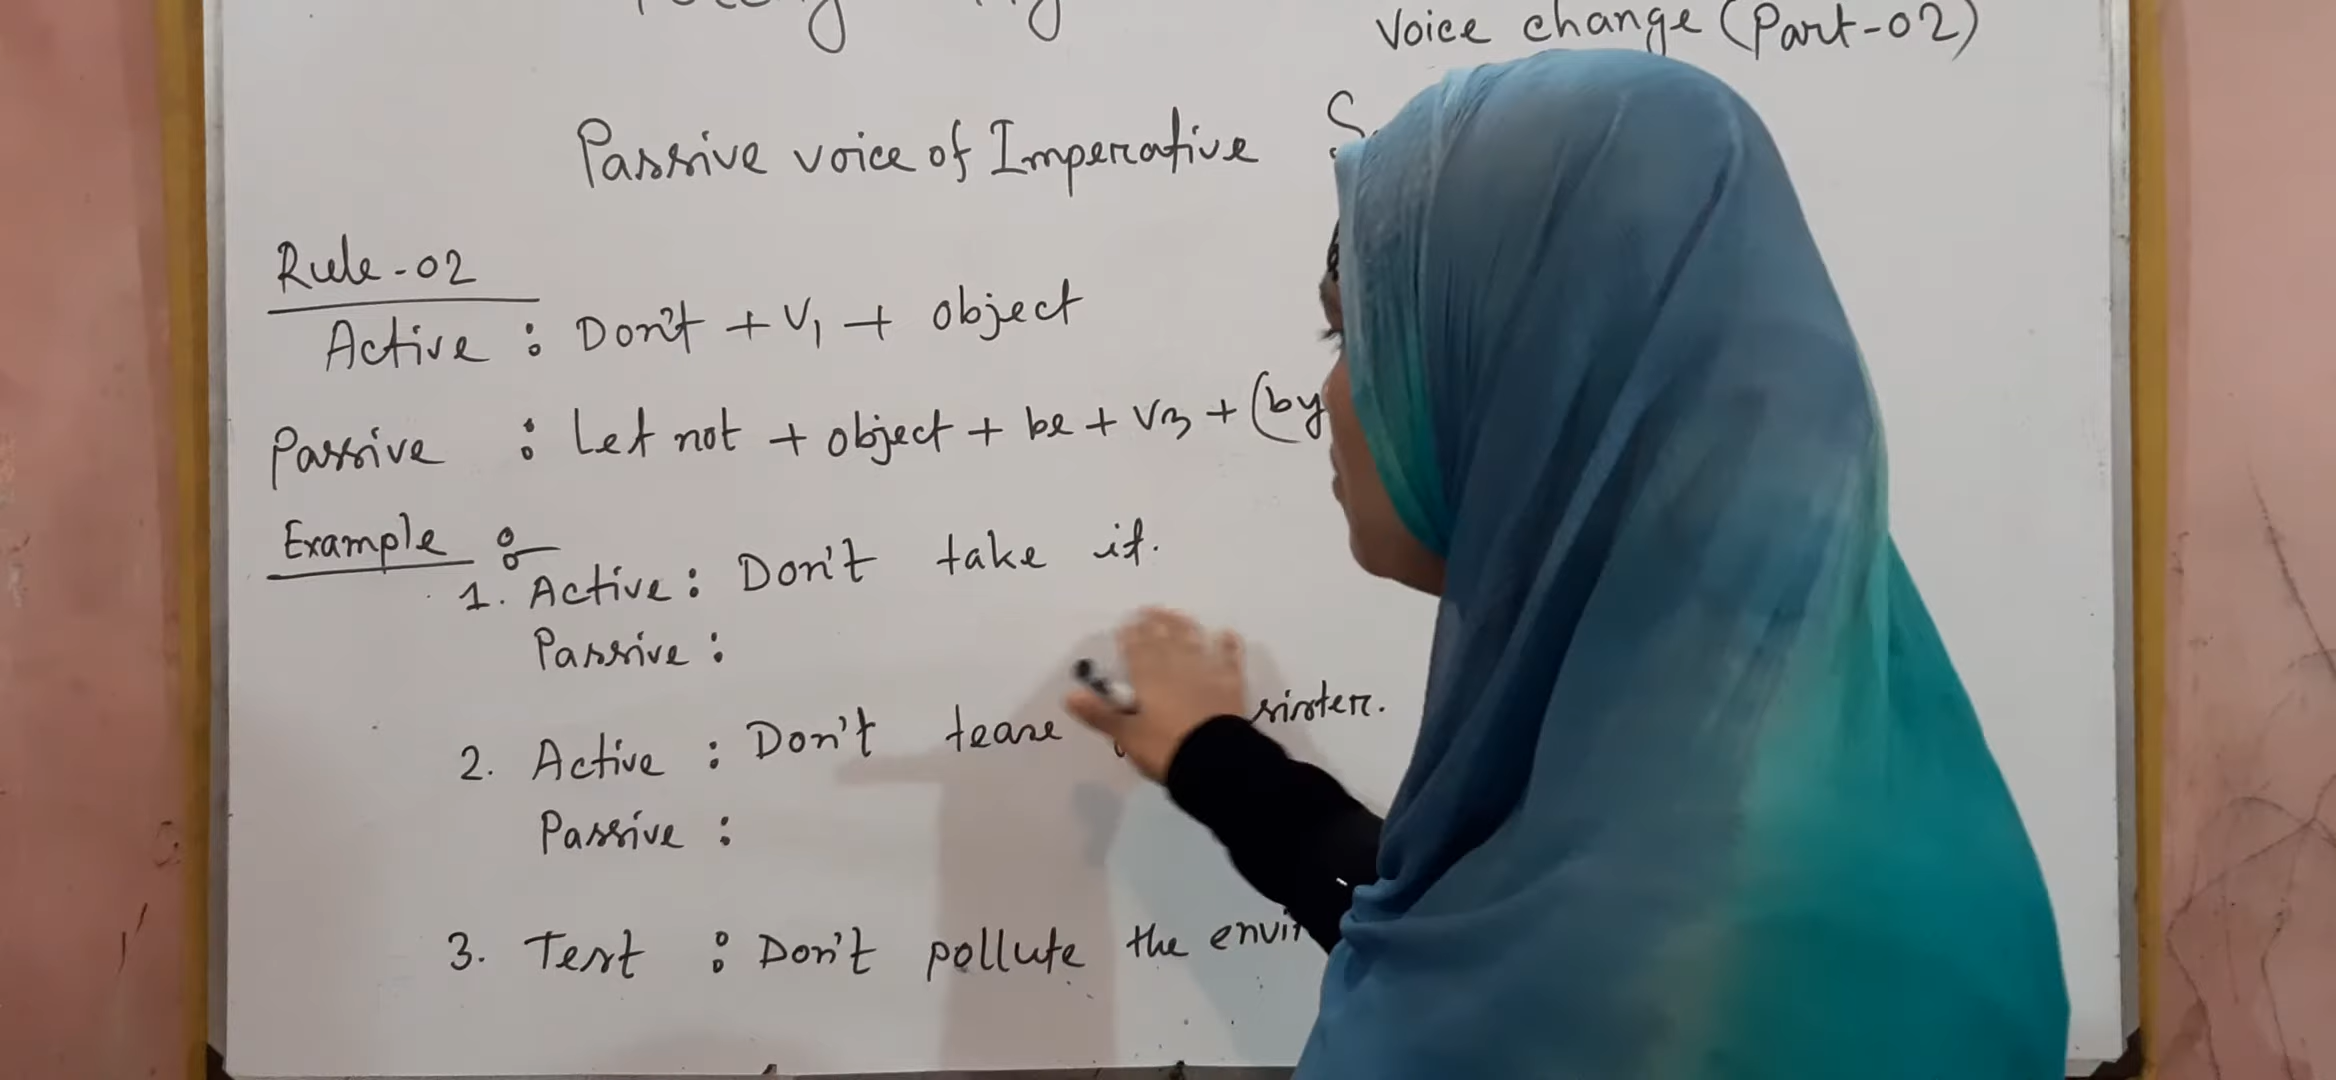 Voice change (Part-02)
Passive voice of Imperative
Rule-02
Active : Don't + V1 + object
Passive : Let not + object + be + V3 + (by
Example :-
1. Active : Don't take it.
Passive :
2. Active : Don't tease sister.
Passive :
3. Test : Don't pollute the